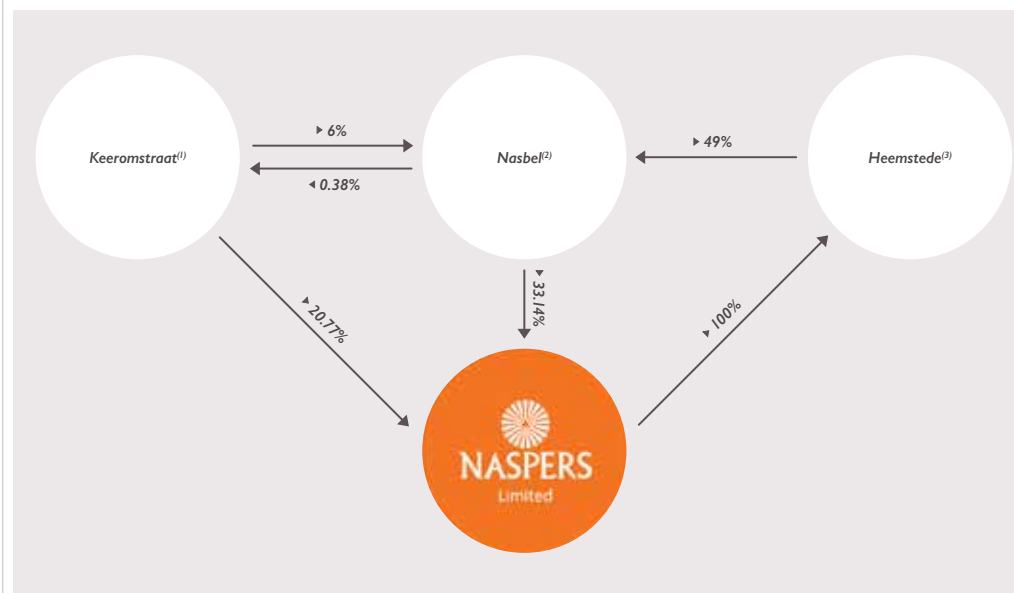 Keeromstraat(1)
▶ 6%
◀ 0.38%
Nasbel(2)
▶ 49%
Heemstede(3)
▶ 20.77%
▶ 33.14%
▶ 100%
NASPERS
Limited